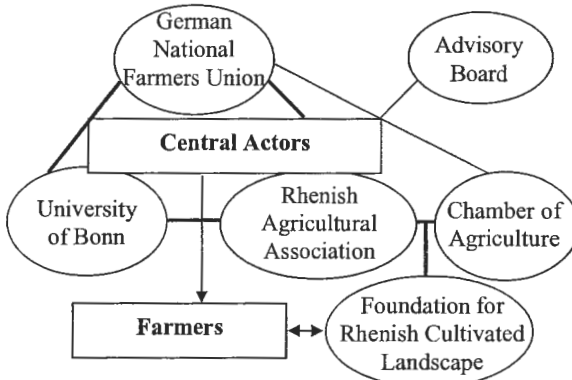 German
National
Farmers Union
Advisory
Board
Central Actors
University
of Bonn
Rhenish
Agricultural
Association
Chamber of
Agriculture
Farmers
Foundation for
Rhenish Cultivated
Landscape